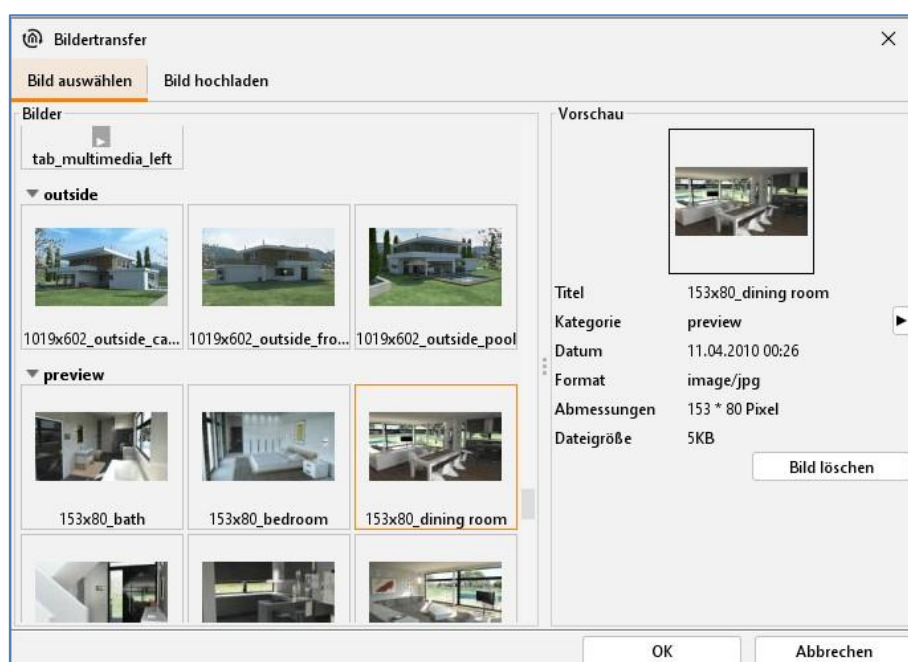 Bildertransfer
Bild auswählen
Bild hochladen
Bilder
tab_multimedia_left
outside
1019x602_outside_ca...
1019x602_outside_fro...
1019x602_outside_pool
preview
153x80_bath
153x80_bedroom
153x80_dining room
Vorschau
Titel 153x80_dining room
Kategorie preview
Datum 11.04.2010 00:26
Format image/jpg
Abmessungen 153 * 80 Pixel
Dateigröße 5KB
Bild löschen
OK
Abbrechen